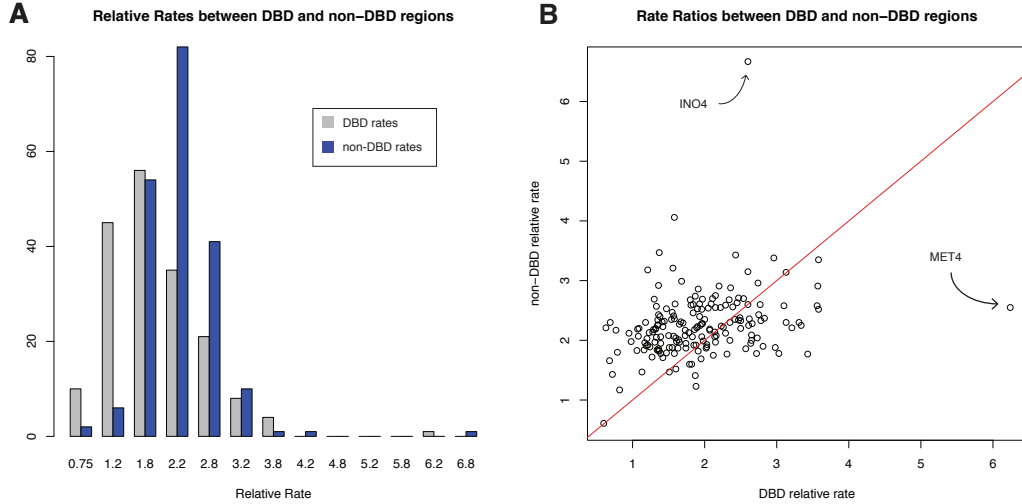 A
Relative Rates between DBD and non−DBD regions
80
60
40
20
0
DBD rates
non-DBD rates
0.75 1.2 1.8 2.2 2.8 3.2 3.8 4.2 4.8 5.2 5.8 6.2 6.8
Relative Rate
B
Rate Ratios between DBD and non−DBD regions
non−DBD relative rate
6
5
4
3
2
1
INO4
MET4
1 2 3 4 5 6
DBD relative rate